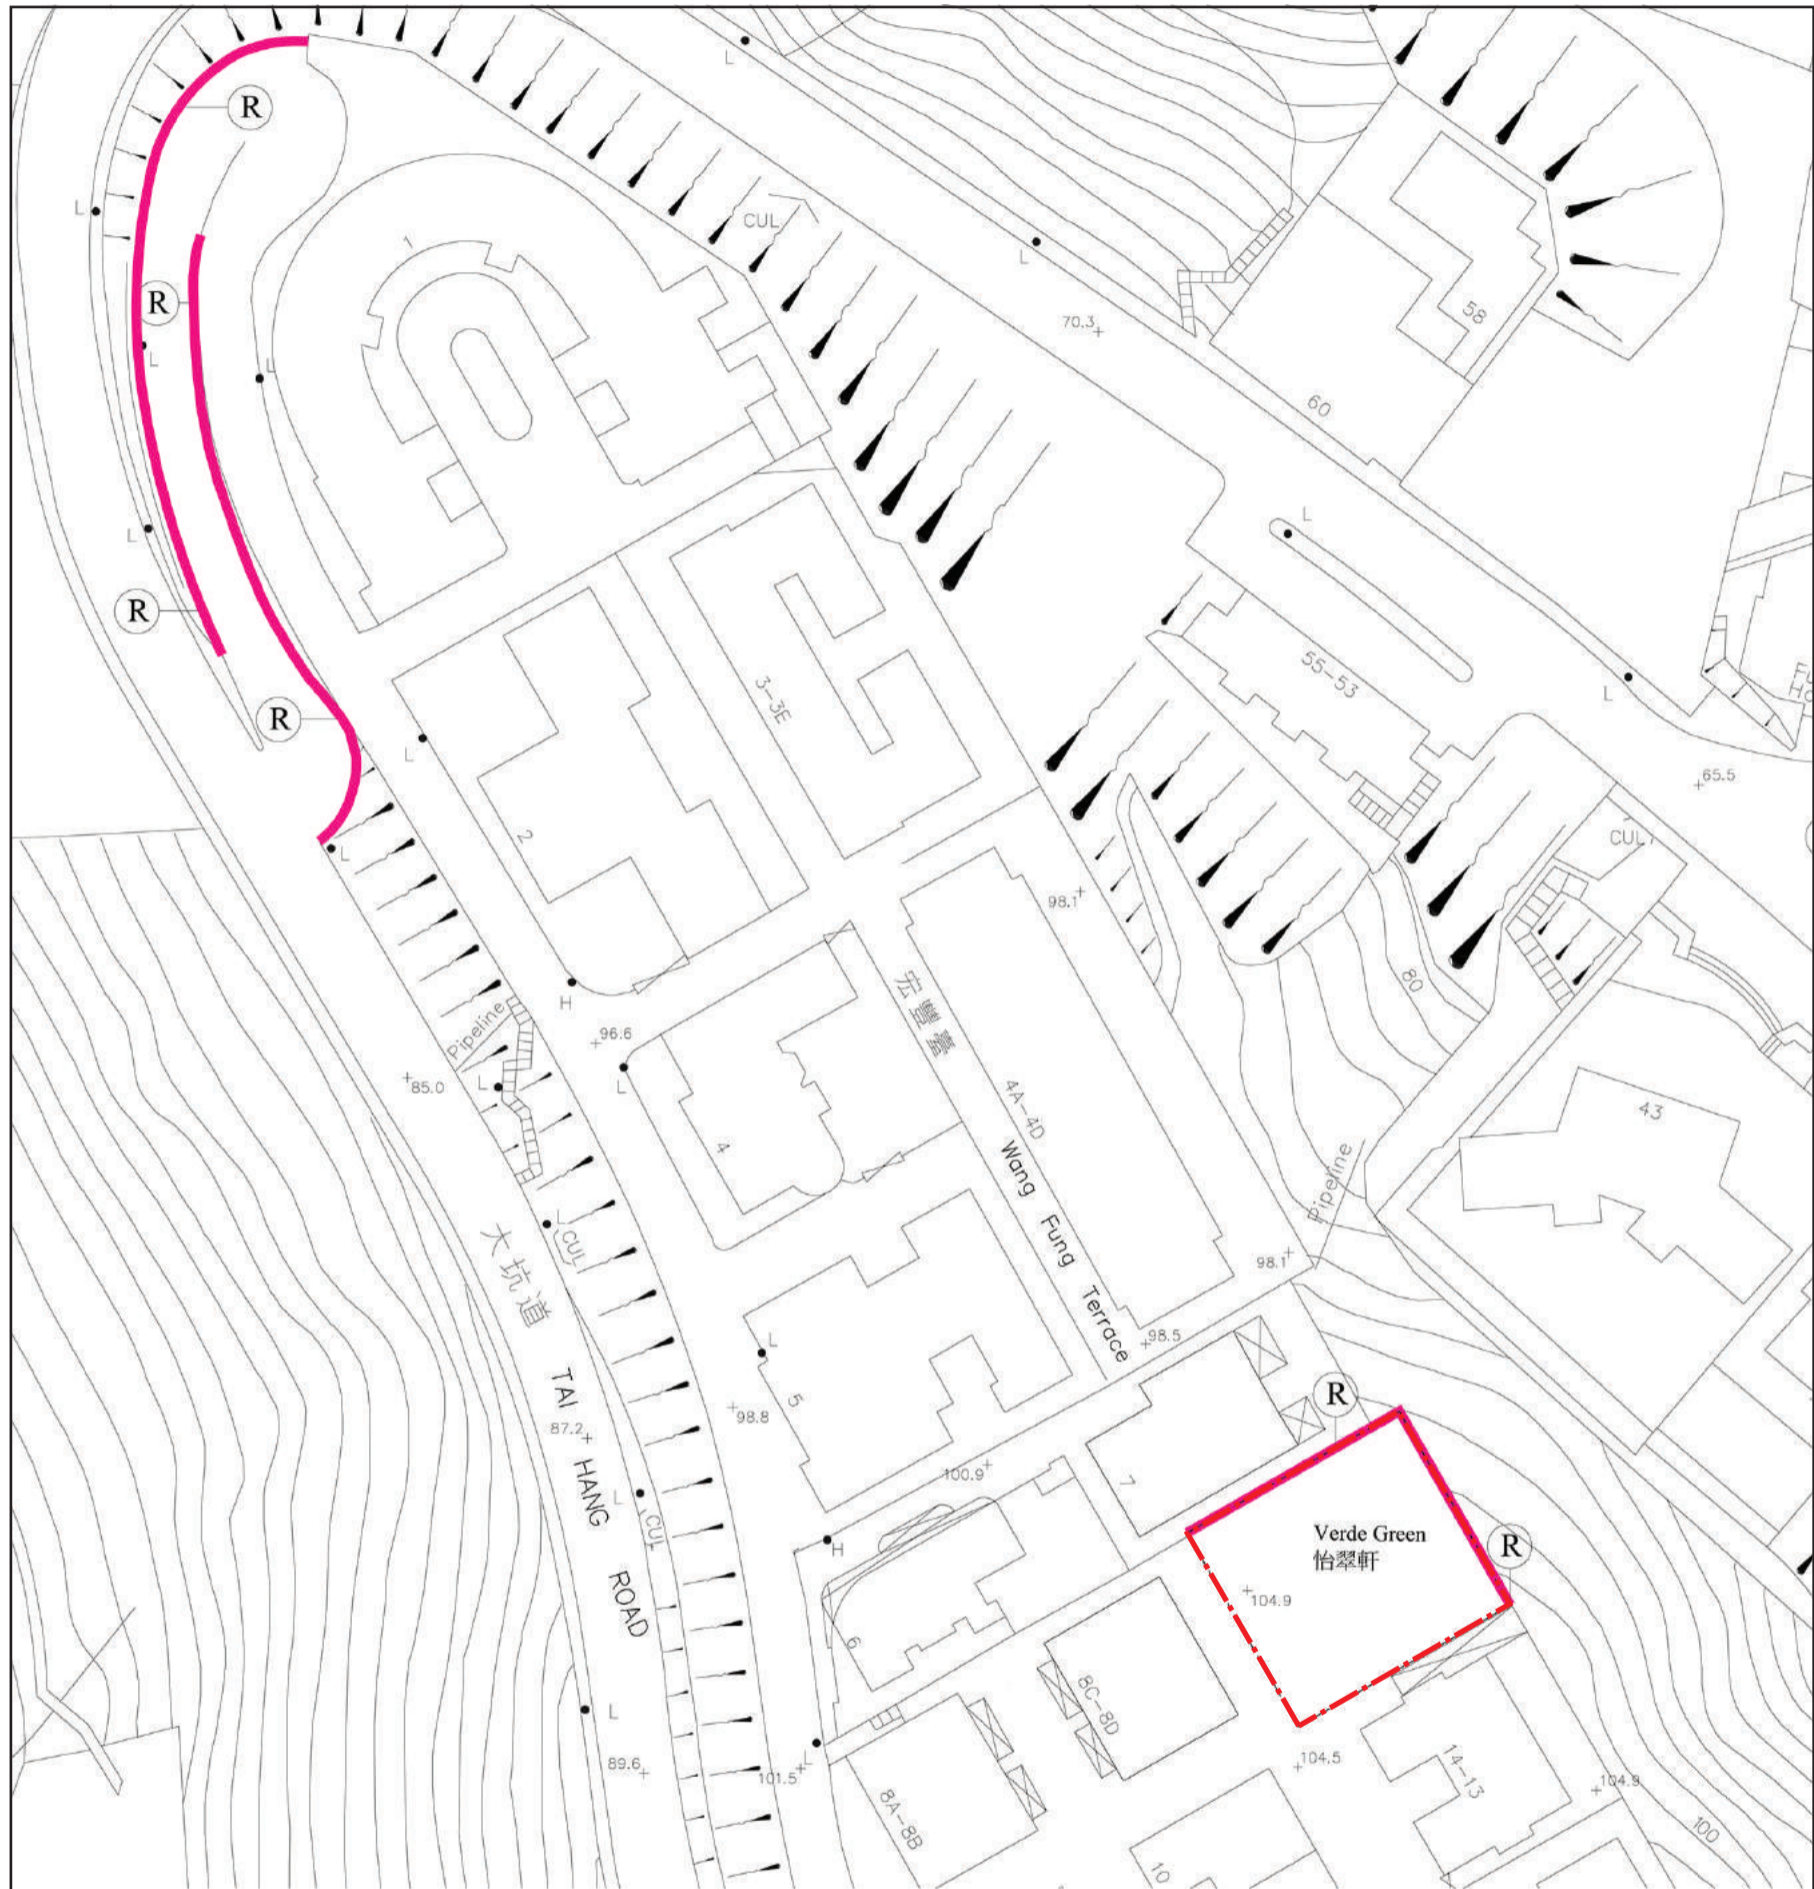 L
R
L
CUL
1
L
R
L
L
70.3
58
60
L
L
R
R
3-3E
55-53
L
Fu
Ho
65.5
L
2
CUL
L
98.1
80
宏豐臺
H
Pipeline
96.6
85.0
L
L
4A-4D
43
4
Wang Fung Terrace
Pipeline
大坑道
L
CUL
98.1
98.5
L
TAI HANG ROAD
5
98.8
R
87.2
100.9
7
L
CUL
Verde Green
怡翠軒
R
H
104.9
6
8C-8D
L
L
89.6
101.5
104.5
14-13
104.9
8A-8B
10
100